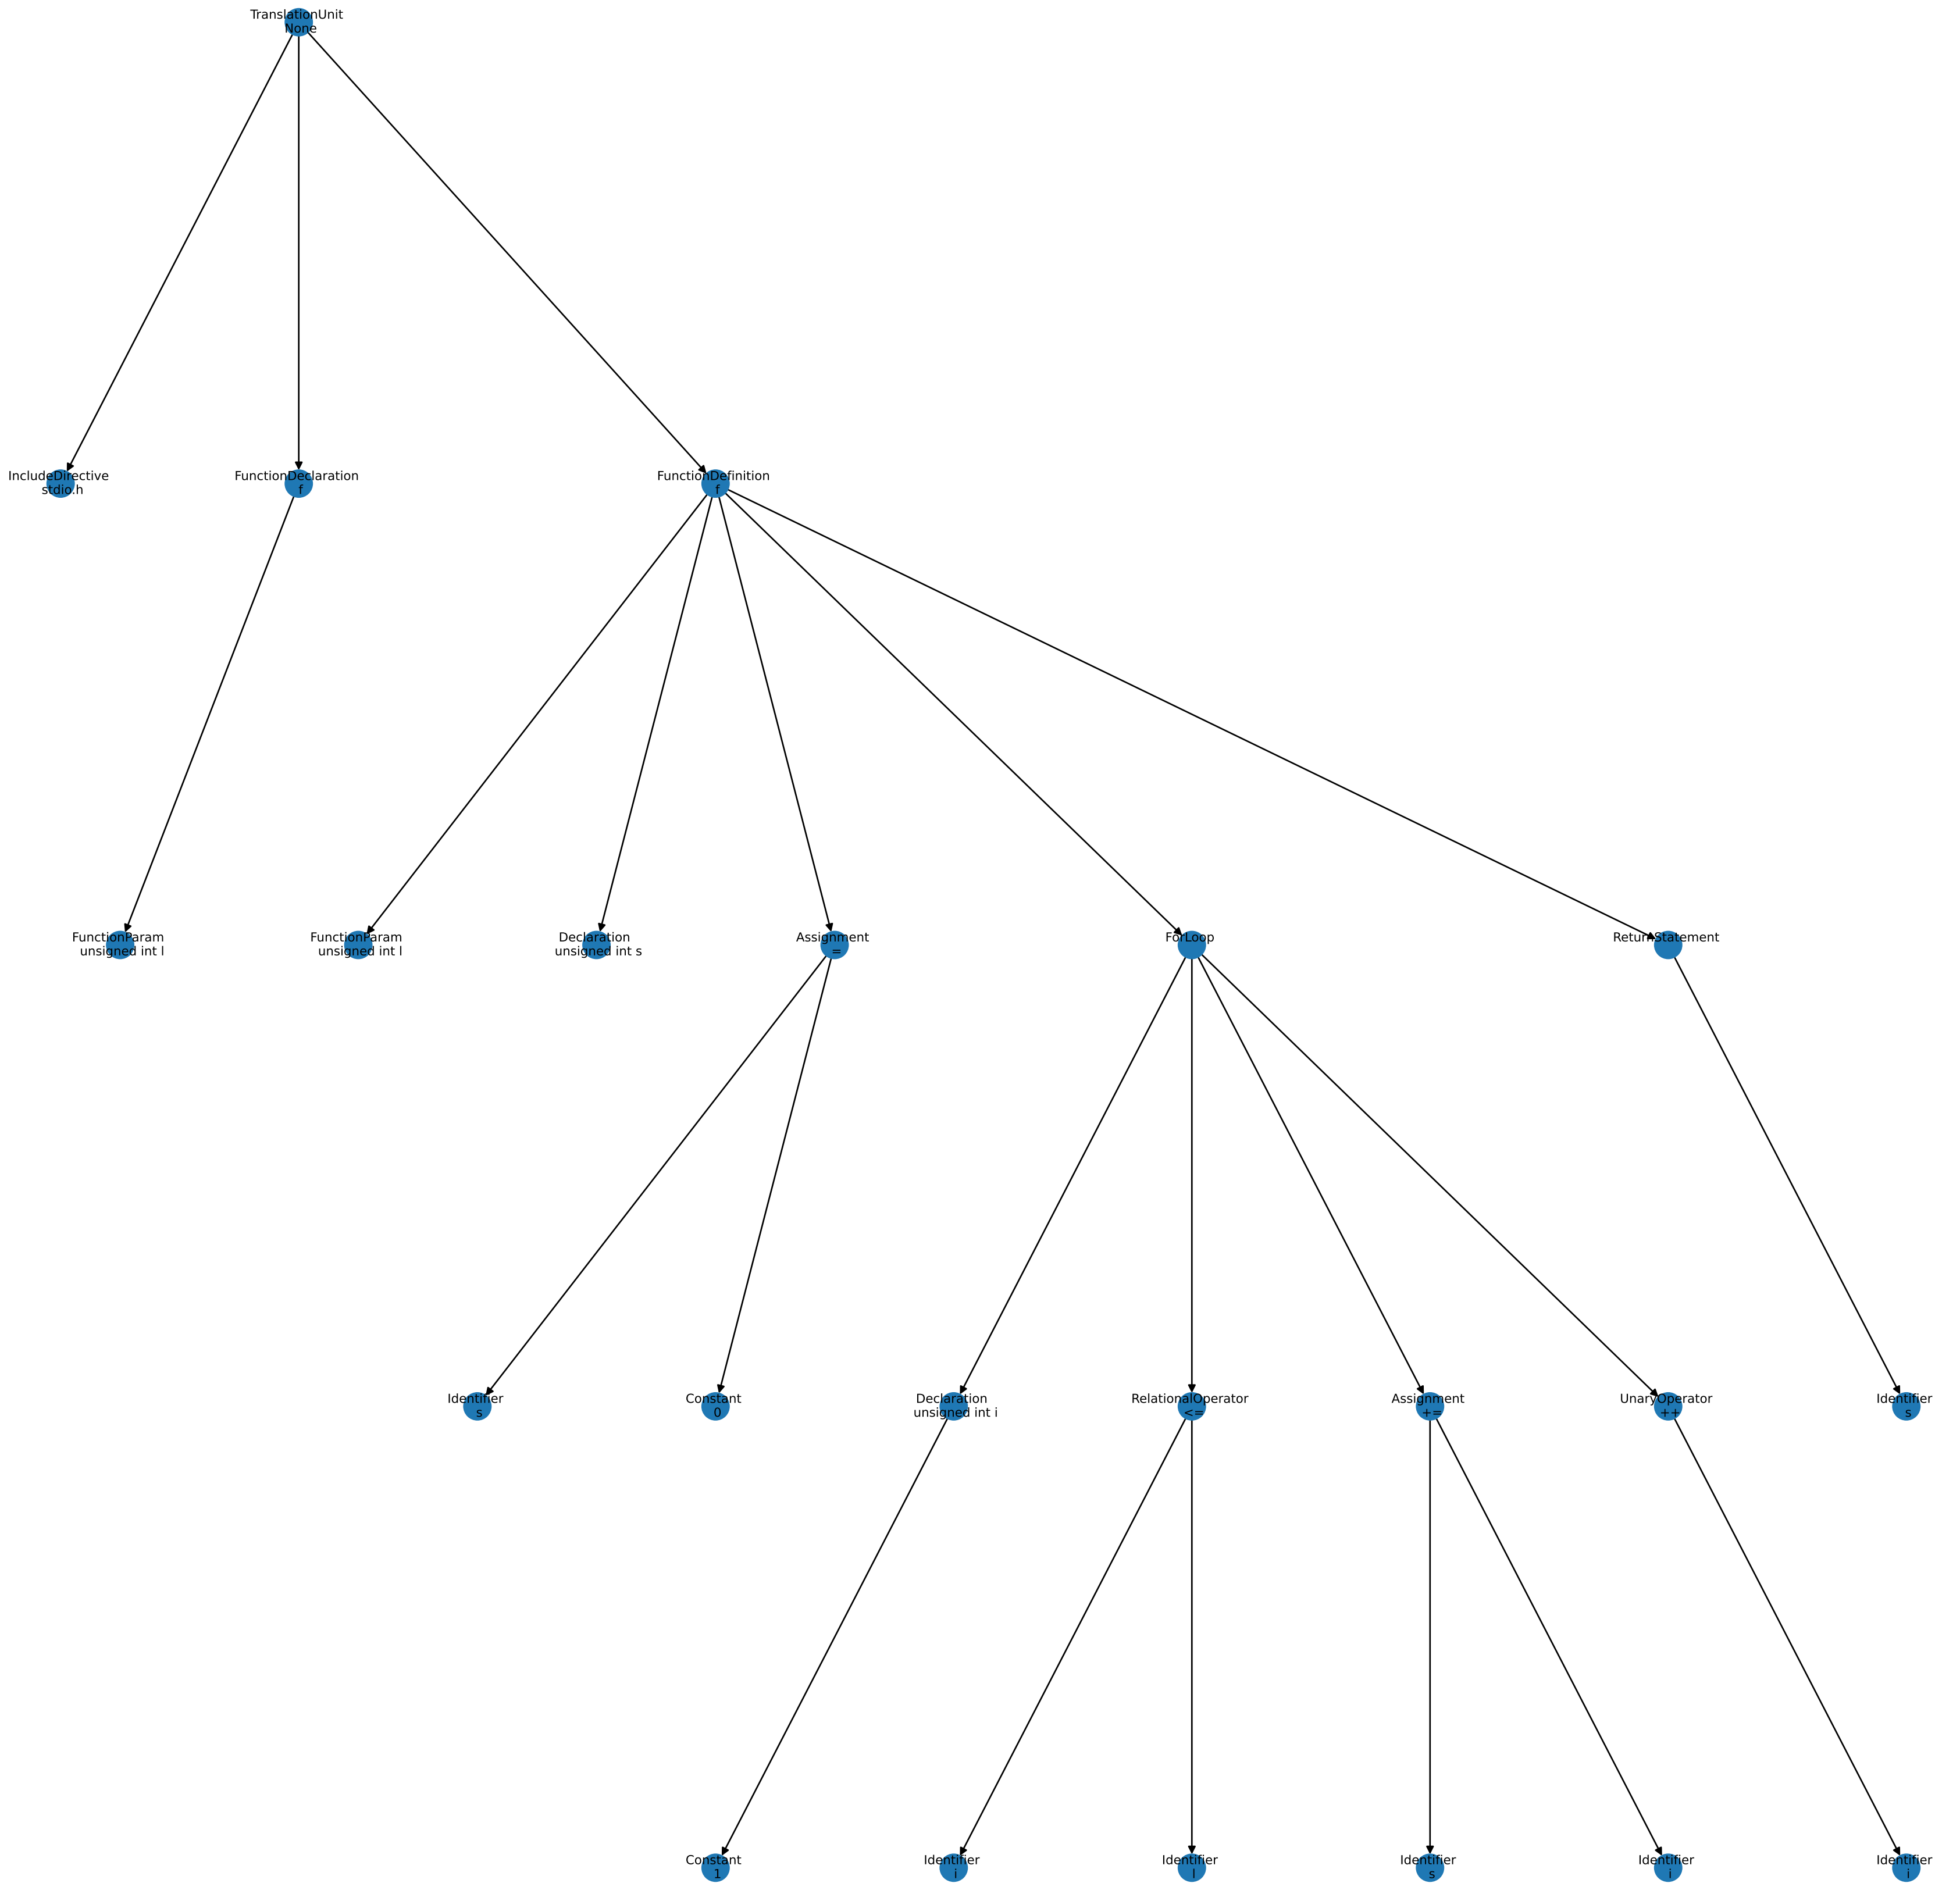 TranslationUnit
None
IncludeDirective
stdio.h
FunctionDeclaration
f
FunctionDefinition
f
FunctionParam
unsigned int l
FunctionParam
unsigned int l
Declaration
unsigned int s
Assignment
=
ForLoop
ReturnStatement
Identifier
s
Constant
0
Declaration
unsigned int i
RelationalOperator
<=
Assignment
+=
UnaryOperator
++
Identifier
s
Constant
1
Identifier
i
Identifier
l
Identifier
s
Identifier
i
Identifier
i